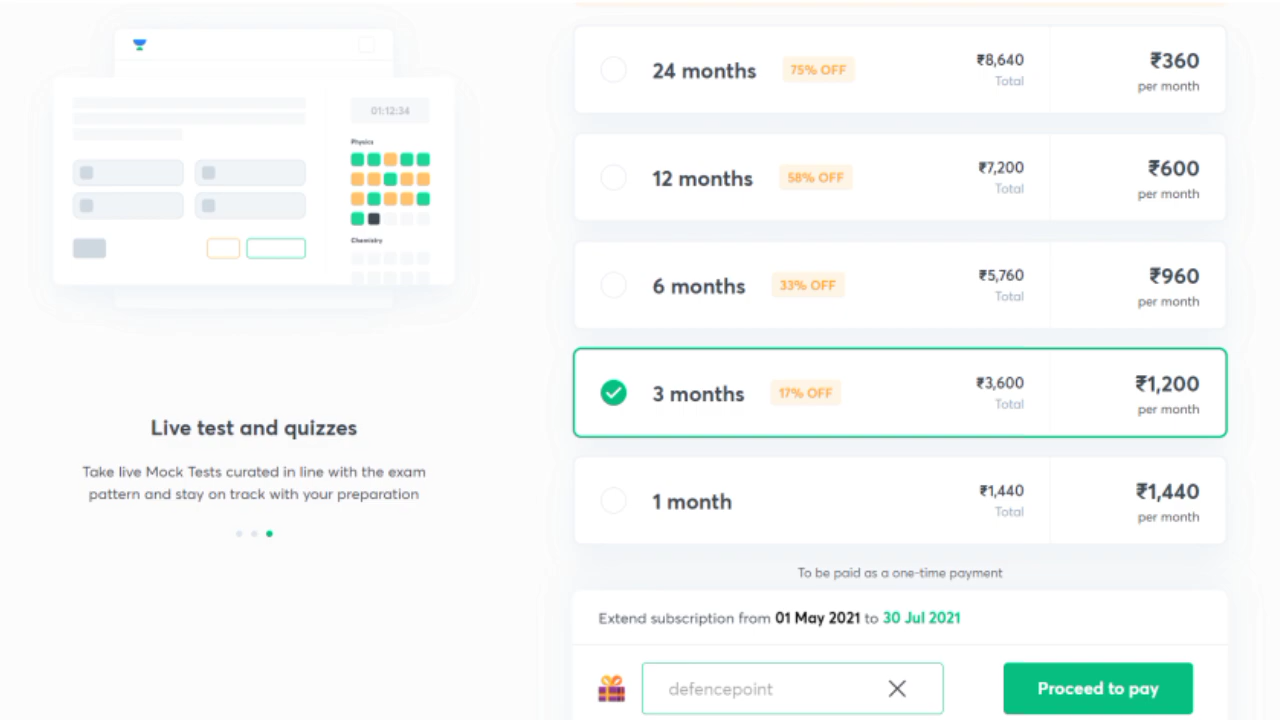 01:12:34
Physics
Chemistry
Live test and quizzes
Take live Mock Tests curated in line with the exam
pattern and stay on track with your preparation
24 months 75% OFF ₹8,640 Total ₹360 per month
12 months 58% OFF ₹7,200 Total ₹600 per month
6 months 33% OFF ₹5,760 Total ₹960 per month
3 months 17% OFF ₹3,600 Total ₹1,200 per month
1 month ₹1,440 Total ₹1,440 per month
To be paid as a one-time payment
Extend subscription from 01 May 2021 to 30 Jul 2021
defencepoint
Proceed to pay